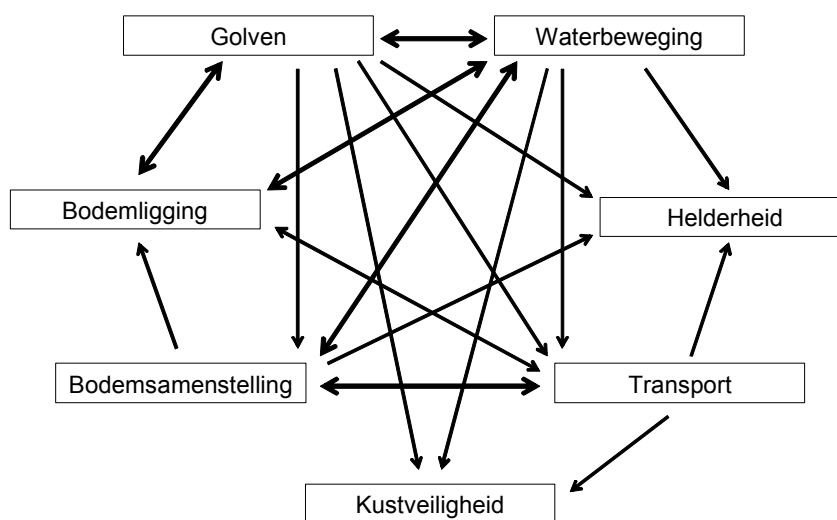 Golven
Waterbeweging
Bodemligging
Helderheid
Bodemsamenstelling
Transport
Kustveiligheid